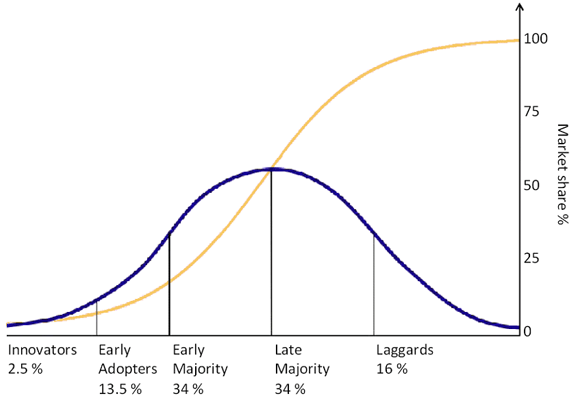 100
75
Market share %
50
25
0
Innovators
2.5 %
Early
Adopters
13.5 %
Early
Majority
34 %
Late
Majority
34 %
Laggards
16 %